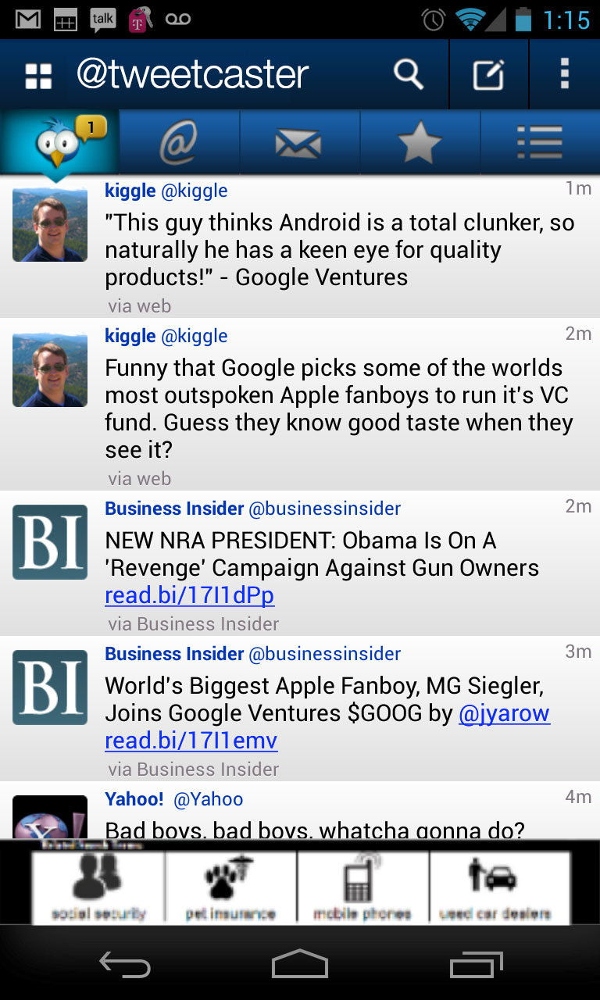 talk
T
1:15
@tweetcaster
1
@
kiggle @kiggle
1m
"This guy thinks Android is a total clunker, so
naturally he has a keen eye for quality
products!" - Google Ventures
via web
kiggle @kiggle
2m
Funny that Google picks some of the worlds
most outspoken Apple fanboys to run it's VC
fund. Guess they know good taste when they
see it?
via web
BI
Business Insider @businessinsider
2m
NEW NRA PRESIDENT: Obama Is On A
'Revenge' Campaign Against Gun Owners
read.bi/17I1dPp
via Business Insider
BI
Business Insider @businessinsider
3m
World's Biggest Apple Fanboy, MG Siegler,
Joins Google Ventures $GOOG by @jyarow
read.bi/17I1emv
via Business Insider
Y!
Yahoo! @Yahoo
4m
Bad boys, bad boys, whatcha gonna do?
social security
pet insurance
mobile phones
used car dealers